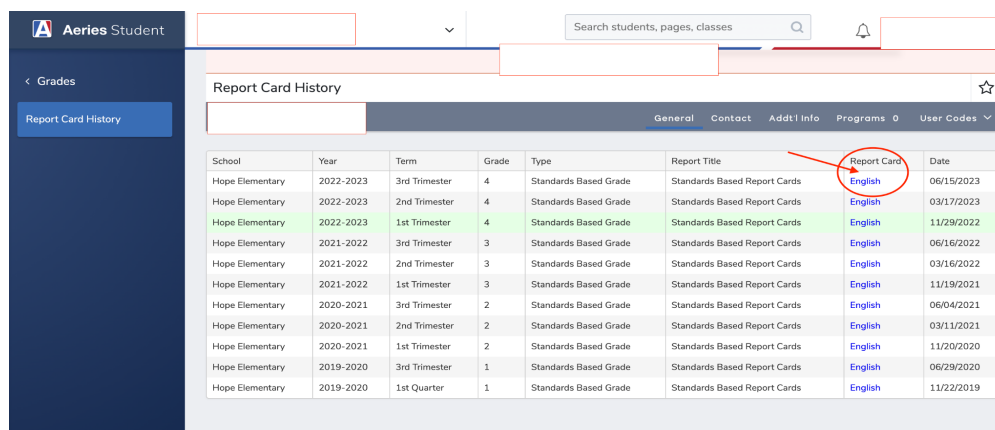 Aeries Student
Search students, pages, classes
< Grades
Report Card History
Report Card History
General Contact Addt'l Info Programs 0 User Codes
School Year Term Grade Type Report Title Report Card Date
Hope Elementary 2022-2023 3rd Trimester 4 Standards Based Grade Standards Based Report Cards English 06/15/2023
Hope Elementary 2022-2023 2nd Trimester 4 Standards Based Grade Standards Based Report Cards English 03/17/2023
Hope Elementary 2022-2023 1st Trimester 4 Standards Based Grade Standards Based Report Cards English 11/29/2022
Hope Elementary 2021-2022 3rd Trimester 3 Standards Based Grade Standards Based Report Cards English 06/16/2022
Hope Elementary 2021-2022 2nd Trimester 3 Standards Based Grade Standards Based Report Cards English 03/16/2022
Hope Elementary 2021-2022 1st Trimester 3 Standards Based Grade Standards Based Report Cards English 11/19/2021
Hope Elementary 2020-2021 3rd Trimester 2 Standards Based Grade Standards Based Report Cards English 06/04/2021
Hope Elementary 2020-2021 2nd Trimester 2 Standards Based Grade Standards Based Report Cards English 03/11/2021
Hope Elementary 2020-2021 1st Trimester 2 Standards Based Grade Standards Based Report Cards English 11/20/2020
Hope Elementary 2019-2020 3rd Trimester 1 Standards Based Grade Standards Based Report Cards English 06/29/2020
Hope Elementary 2019-2020 1st Quarter 1 Standards Based Grade Standards Based Report Cards English 11/22/2019